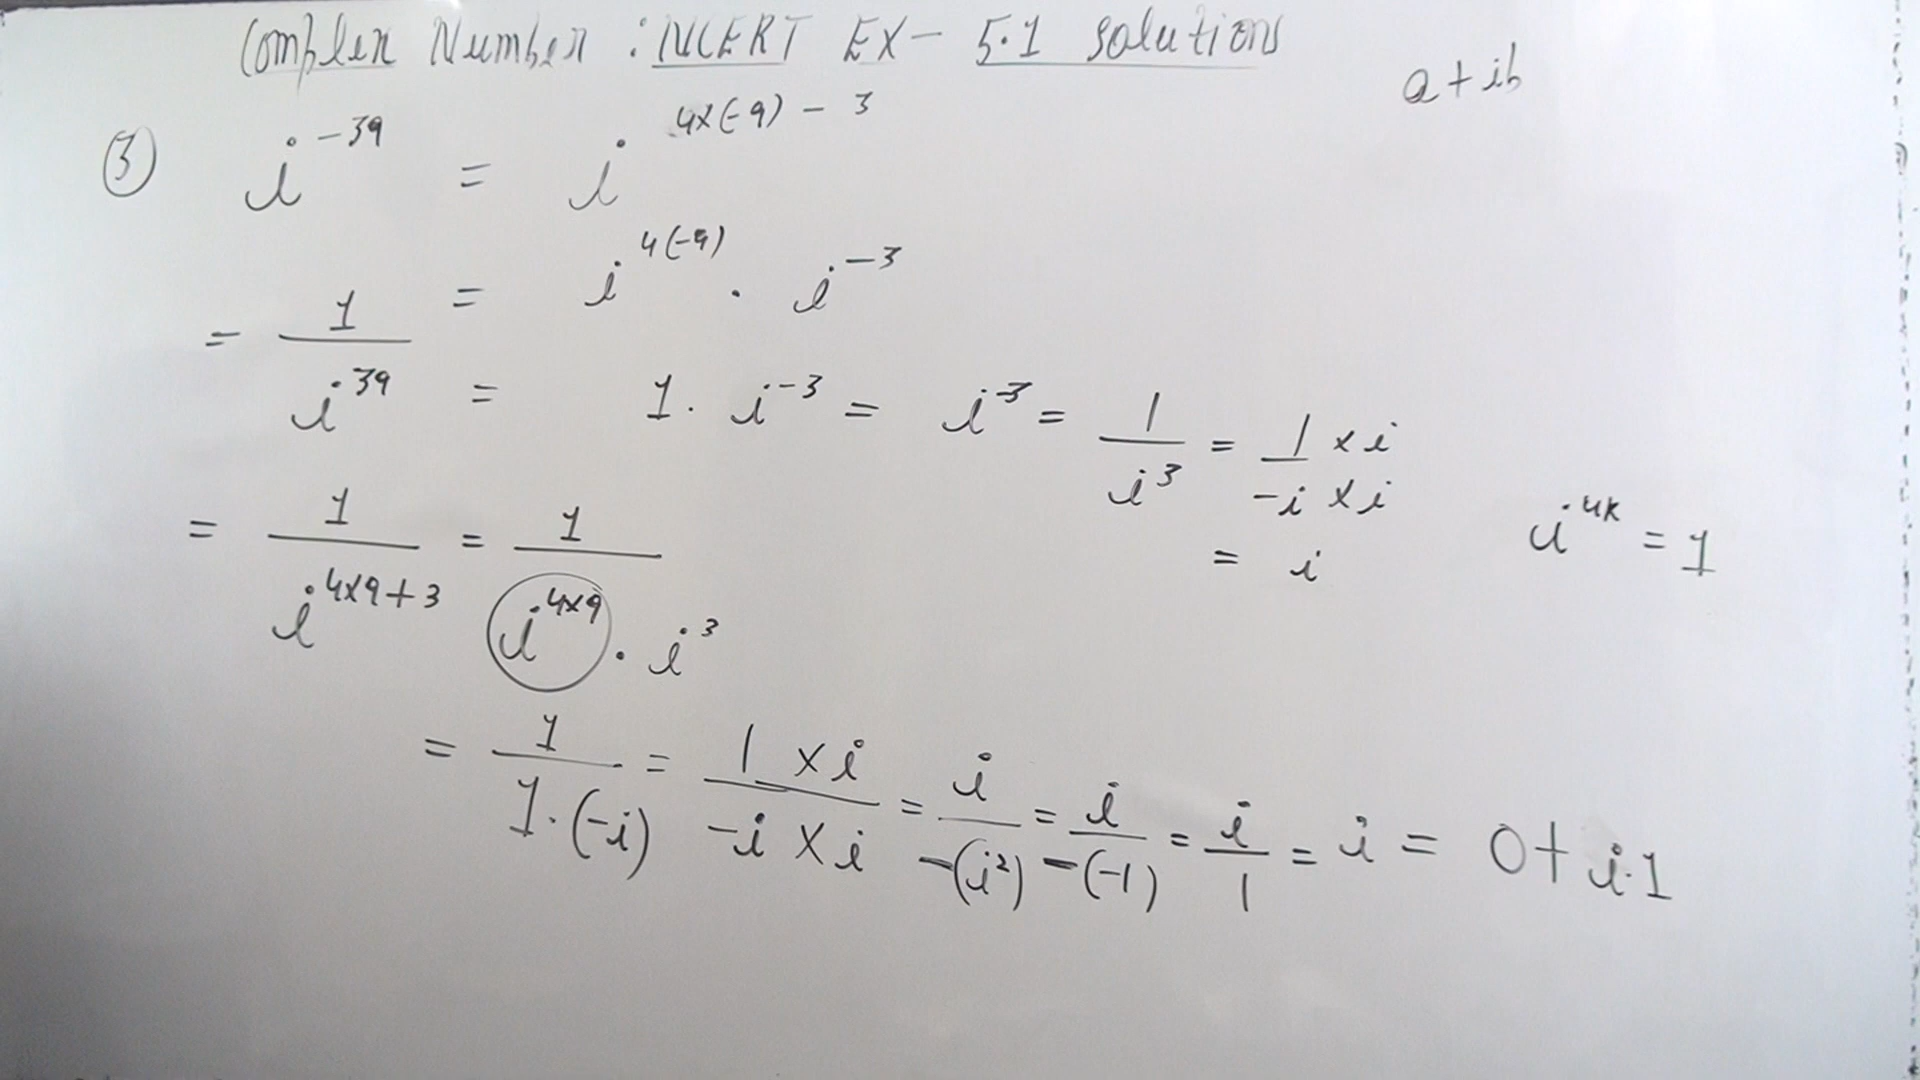 Complex Number : NCERT EX- 5.1 solutions
a+ib
③ i^{-39} = i^{4×(-9) - 3}
= i^{4(-9)} . i^{-3}
= 1/i^{39} = 1. i^{-3} = i^{-3} = 1/i^{3} = 1 × i/-i × i
= i
i^{4k} = 1
= 1/i^{4×9+3} = 1/i^{4×9} . i^{3}
= 1/1.(-i) = 1 × i/-i × i = i/-(i²) = i/-(-1) = i/1 = i = 0+ i.1